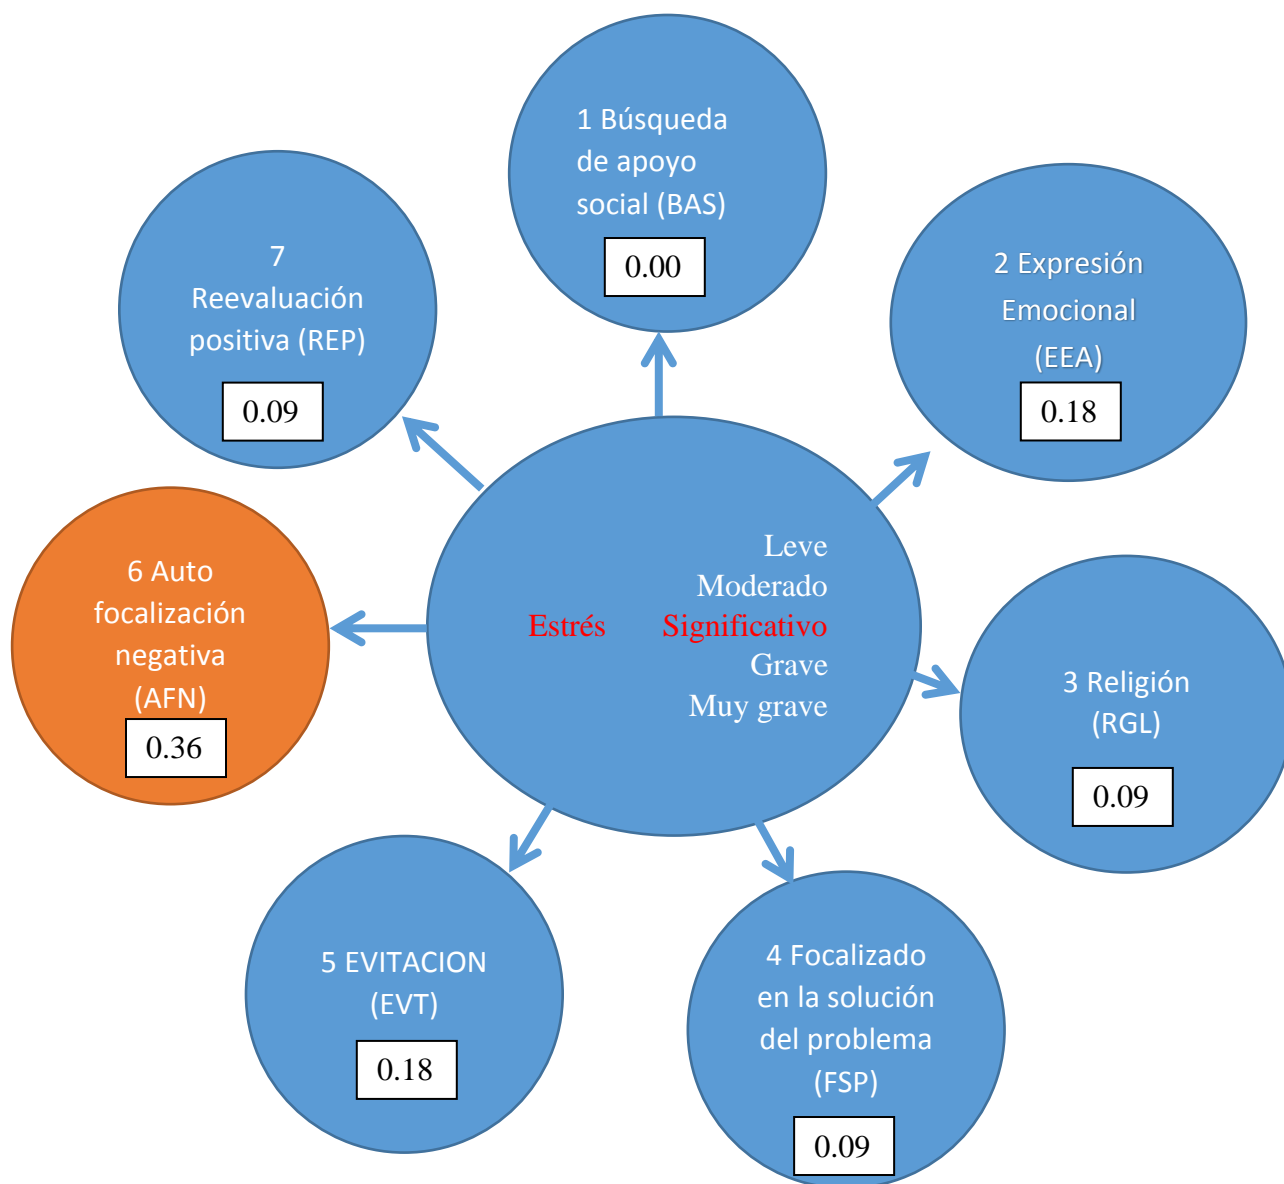 1 Búsqueda
de apoyo
social (BAS)
0.00
2 Expresión
Emocional
(EEA)
0.18
3 Religión
(RGL)
0.09
4 Focalizado
en la solución
del problema
(FSP)
0.09
5 EVITACION
(EVT)
0.18
6 Auto
focalización
negativa
(AFN)
0.36
7
Reevaluación
positiva (REP)
0.09
Leve
Moderado
Estrés Significativo
Grave
Muy grave